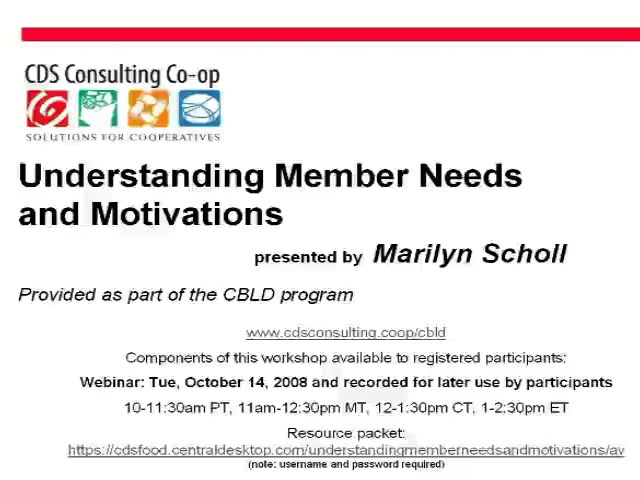 CDS Consulting Co-op
SOLUTIONS FOR COOPERATIVES
Understanding Member Needs
and Motivations
presented by Marilyn Scholl
Provided as part of the CBLD program
www.cdsconsulting.coop/cbld
Components of this workshop available to registered participants:
Webinar: Tue, October 14, 2008 and recorded for later use by participants
10-11:30am PT, 11am-12:30pm MT, 12-1:30pm CT, 1-2:30pm ET
Resource packet:
https://cdsfood.centraldesktop.com/understandingmemberneedsandmotivations/av
(note: username and password required)